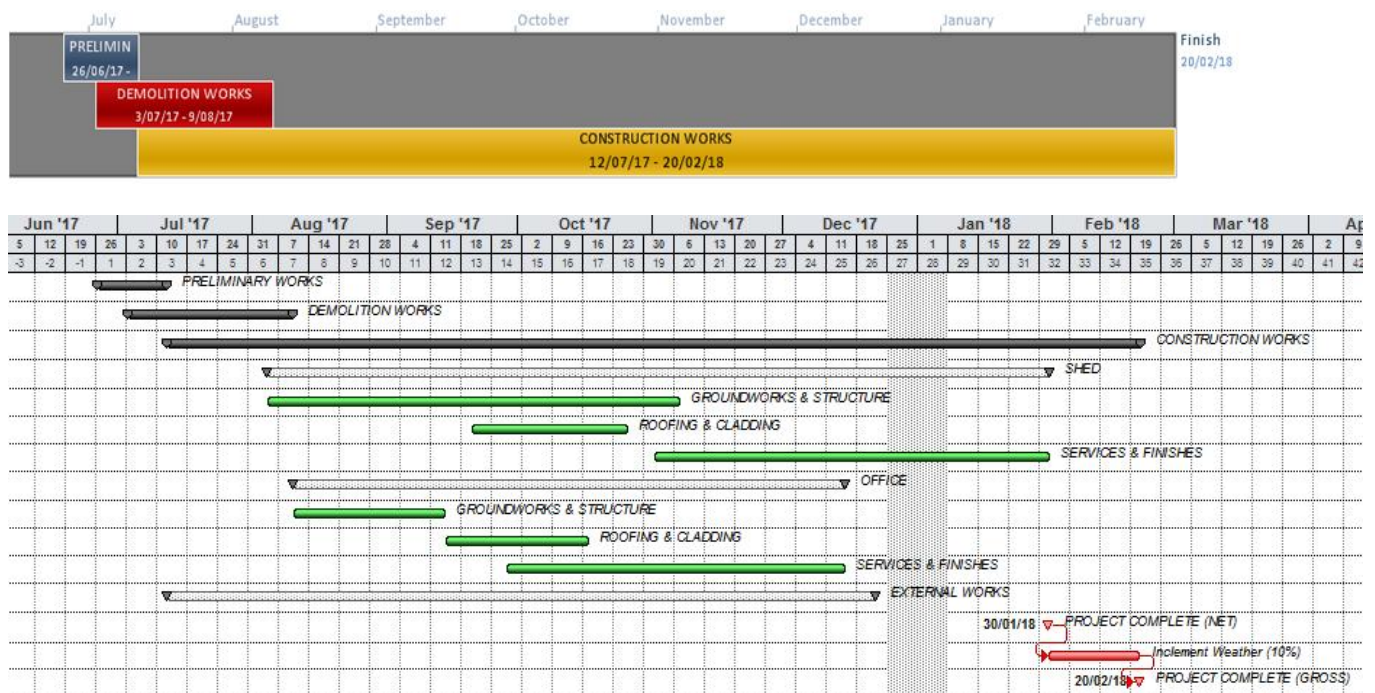 July August September October November December January February
PRELIMIN
26/06/17 -
Finish
20/02/18
DEMOLITION WORKS
3/07/17 - 9/08/17
CONSTRUCTION WORKS
12/07/17 - 20/02/18
Jun '17 Jul '17 Aug '17 Sep '17 Oct '17 Nov '17 Dec '17 Jan '18 Feb '18 Mar '18 Ap
5 12 19 26 3 10 17 24 31 7 14 21 28 4 11 18 25 2 9 16 23 30 6 13 20 27 4 11 18 25 1 8 15 22 29 5 12 19 26 5 12 19 26 2 9
-3 -2 -1 1 2 3 4 5 6 7 8 9 10 11 12 13 14 15 16 17 18 19 20 21 22 23 24 25 26 27 28 29 30 31 32 33 34 35 36 37 38 39 40 41 42
PRELIMINARY WORKS
DEMOLITION WORKS
CONSTRUCTION WORKS
SHED
GROUNDWORKS & STRUCTURE
ROOFING & CLADDING
SERVICES & FINISHES
OFFICE
GROUNDWORKS & STRUCTURE
ROOFING & CLADDING
SERVICES & FINISHES
EXTERNAL WORKS
30/01/18 PROJECT COMPLETE (NET)
Inclement Weather (10%)
20/02/18 PROJECT COMPLETE (GROSS)